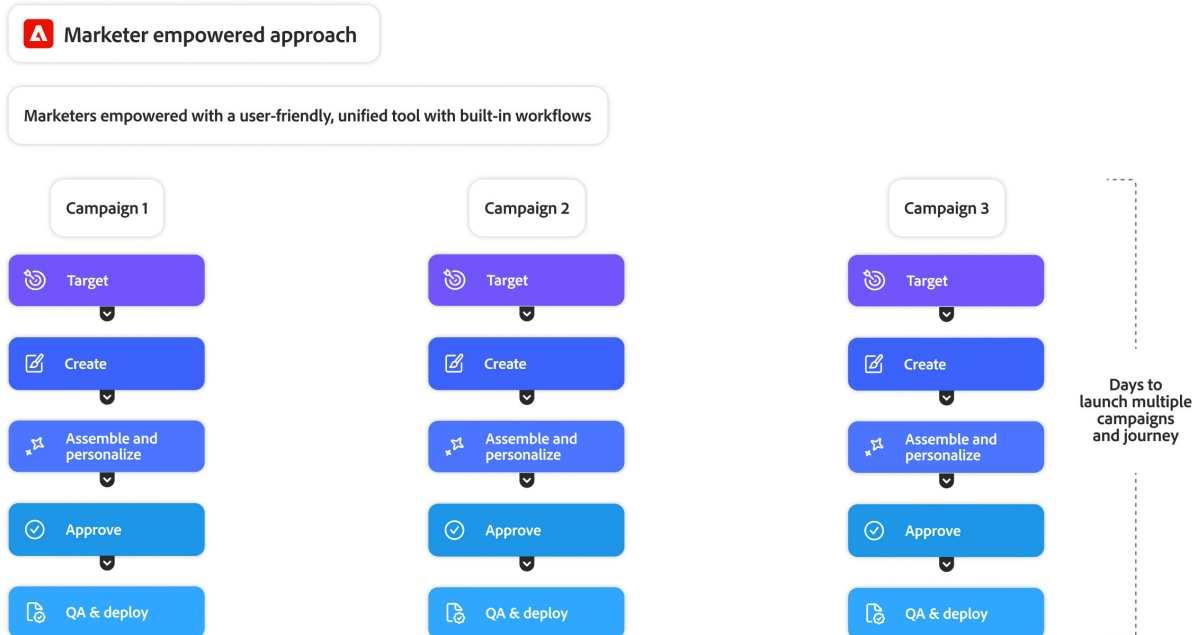 Marketer empowered approach
Marketers empowered with a user-friendly, unified tool with built-in workflows
Campaign 1
Target
Create
Assemble and
personalize
Approve
QA & deploy
Campaign 2
Target
Create
Assemble and
personalize
Approve
QA & deploy
Campaign 3
Target
Create
Assemble and
personalize
Approve
QA & deploy
Days to
launch multiple
campaigns
and journey